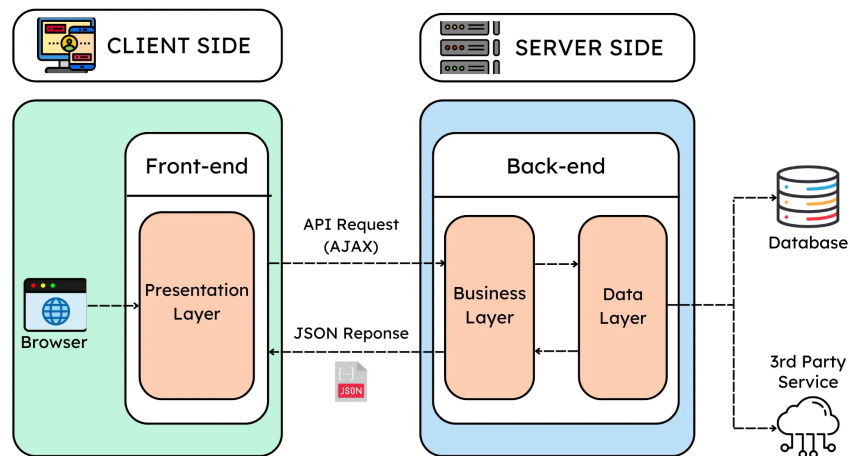 CLIENT SIDE
SERVER SIDE
Front-end
Back-end
API Request
(AJAX)
Presentation
Layer
Business
Layer
Data
Layer
Browser
JSON Reponse
{...}
JSON
Database
3rd Party
Service